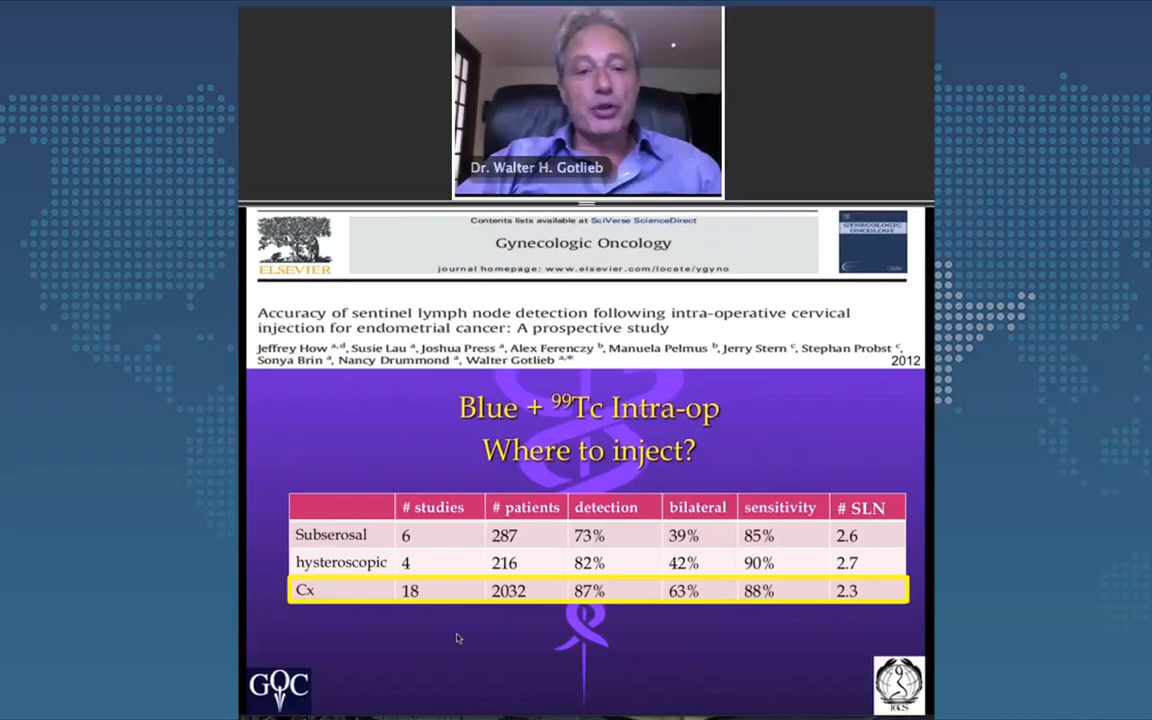 Dr. Walter H. Gotlieb
Contents lists available at SciVerse ScienceDirect
Gynecologic Oncology
journal homepage: www.elsevier.com/locate/ygyno
ELSEVIER
GYNECOLOGIC ONCOLOGY
Accuracy of sentinel lymph node detection following intra-operative cervical
injection for endometrial cancer: A prospective study
Jeffrey How a,d, Susie Lau a, Joshua Press a, Alex Ferenczy b, Manuela Pelmus b, Jerry Stern c, Stephan Probst c,
Sonya Brin a, Nancy Drummond a, Walter Gotlieb a,*
2012
Blue + 99Tc Intra-op
Where to inject?
# studies # patients detection bilateral sensitivity # SLN
Subserosal 6 287 73% 39% 85% 2.6
hysteroscopic 4 216 82% 42% 90% 2.7
Cx 18 2032 87% 63% 88% 2.3
GOC
IGCS